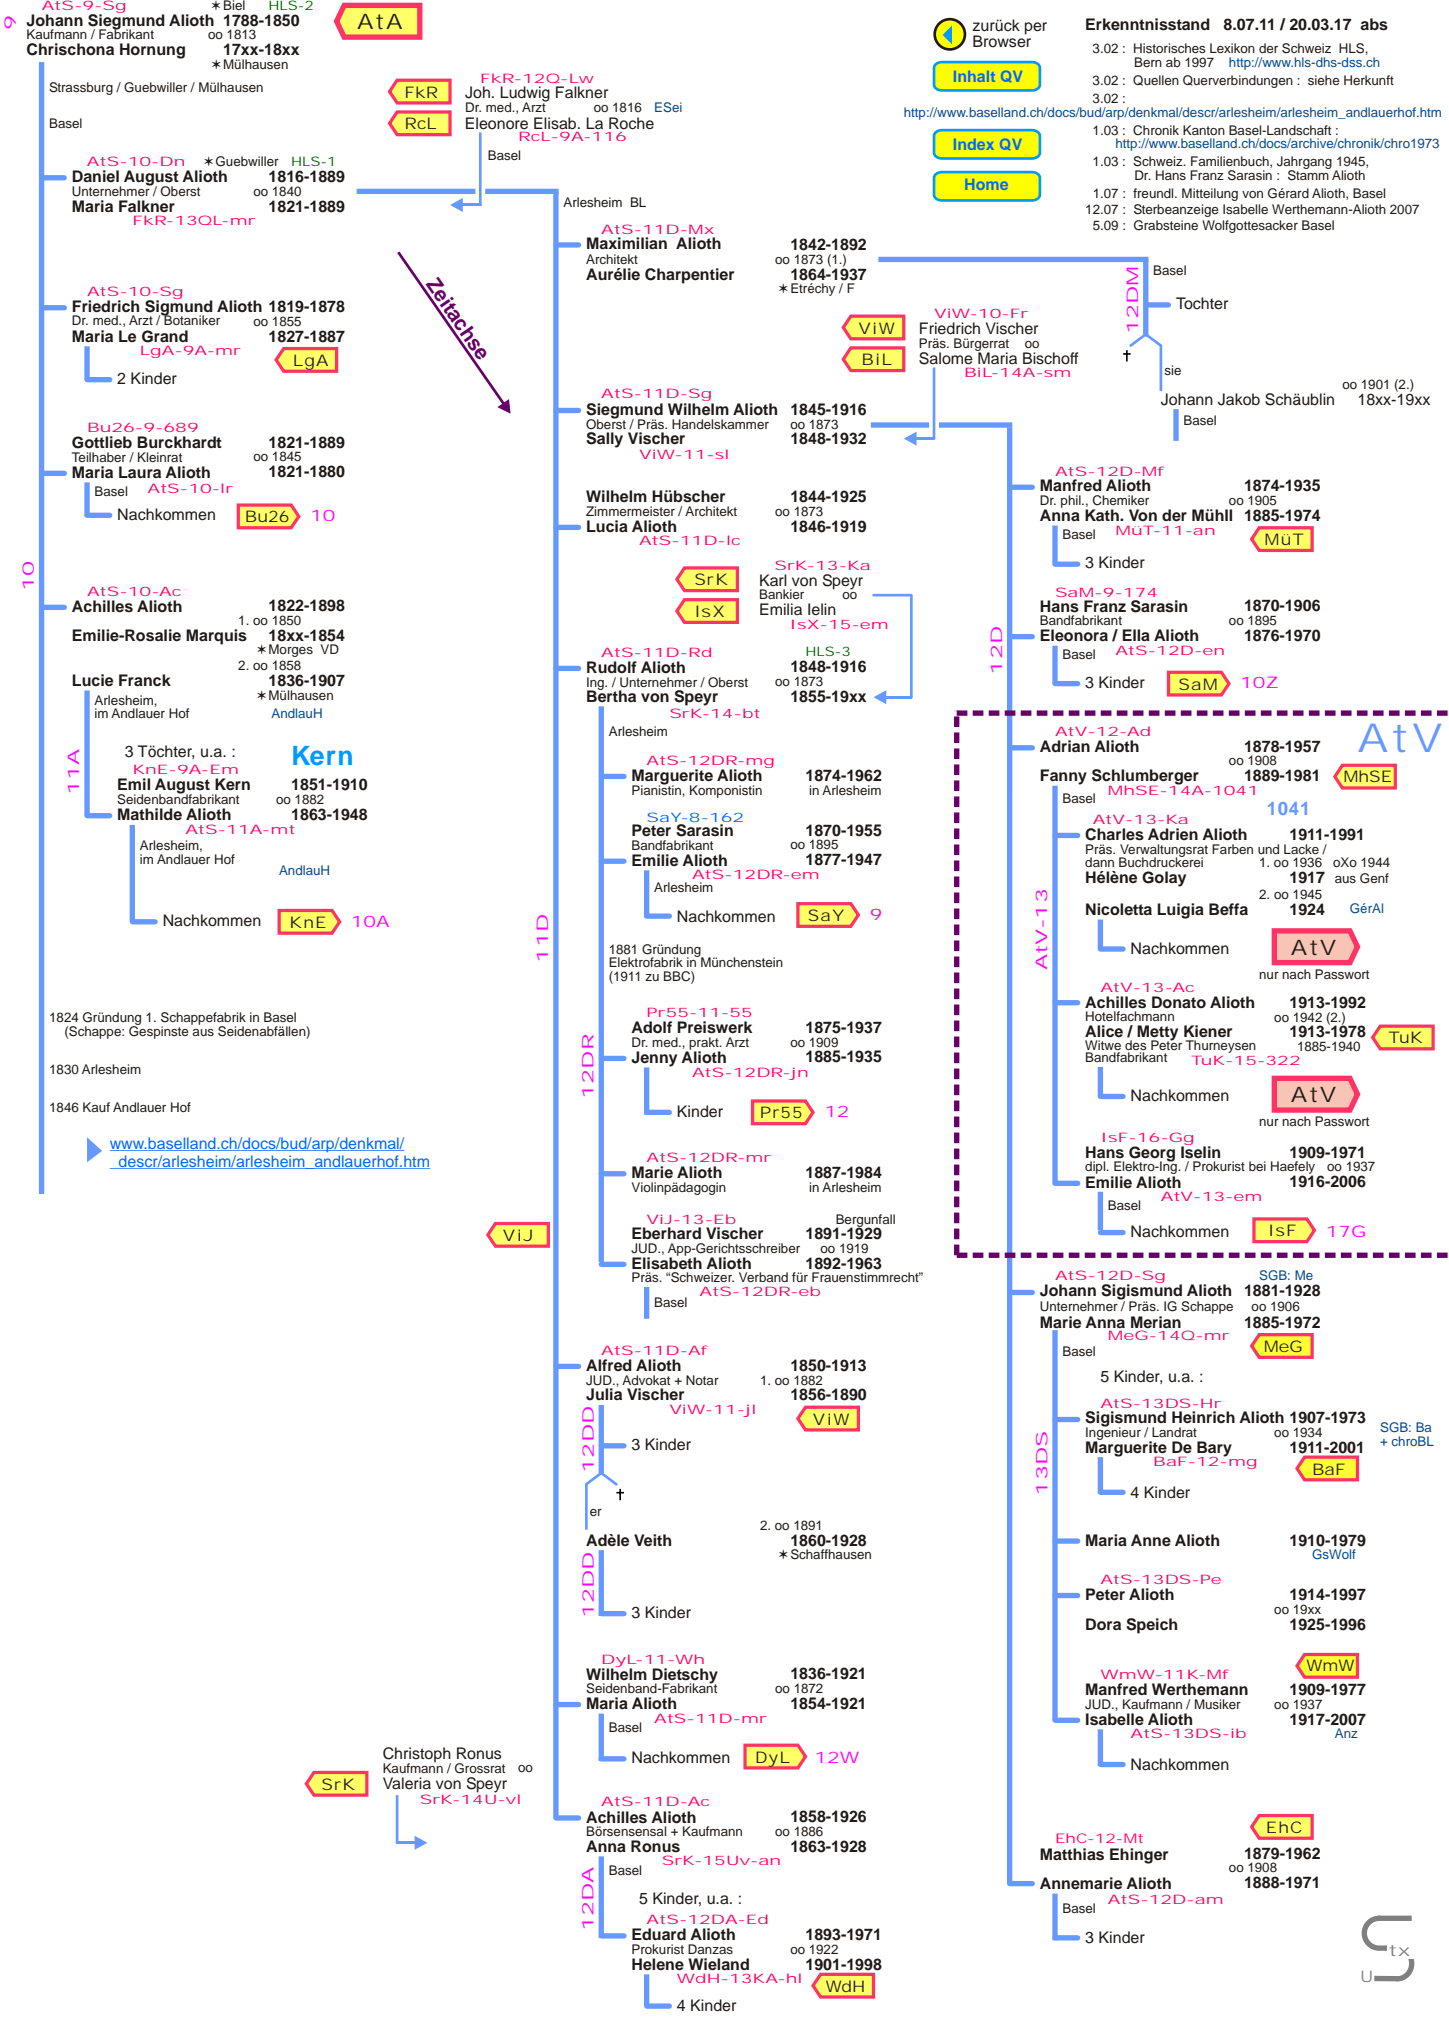 AtS-9-Sg ✶Biel HLS-2
Johann Siegmund Alioth 1788-1850
Kaufmann / Fabrikant oo 1813
Chrischona Hornung 17xx-18xx
✶Mülhausen
AtA
9
Strassburg / Guebwiller / Mülhausen
Basel
FkR
RcL
FkR-12Q-Lw
Joh. Ludwig Falkner
Dr. med., Arzt oo 1816 ESei
Eleonore Elisab. La Roche
RcL-9A-116
Basel
zurück per
Browser
Inhalt QV
Index QV
Home
Erkenntnisstand 8.07.11 / 20.03.17 abs
3.02 : Historisches Lexikon der Schweiz HLS,
Bern ab 1997 http://www.hls-dhs-dss.ch
3.02 : Quellen Querverbindungen : siehe Herkunft
3.02 :
http://www.baselland.ch/docs/bud/arp/denkmal/descr/arlesheim/arlesheim_andlauerhof.htm
1.03 : Chronik Kanton Basel-Landschaft :
http://www.baselland.ch/docs/archive/chronik/chro1973
1.03 : Schweiz. Familienbuch, Jahrgang 1945,
Dr. Hans Franz Sarasin : Stamm Alioth
1.07 : freundl. Mitteilung von Gérard Alioth, Basel
12.07 : Sterbeanzeige Isabelle Werthemann-Alioth 2007
5.09 : Grabsteine Wolfgottesacker Basel
AtS-10-Dn ✶Guebwiller HLS-1
Daniel August Alioth 1816-1889
Unternehmer / Oberst oo 1840
Maria Falkner 1821-1889
FkR-13QL-mr
AtS-10-Sg
Friedrich Sigmund Alioth 1819-1878
Dr. med., Arzt / Botaniker oo 1855
Maria Le Grand 1827-1887
LgA-9A-mr
LgA
2 Kinder
Bu26-9-689
Gottlieb Burckhardt 1821-1889
Teilhaber / Kleinrat oo 1845
Maria Laura Alioth 1821-1880
Basel AtS-10-lr
Nachkommen Bu26 10
10
AtS-10-Ac
Achilles Alioth 1822-1898
1. oo 1850
Emilie-Rosalie Marquis 18xx-1854
✶Morges VD
2. oo 1858
Lucie Franck 1836-1907
✶Mülhausen
Arlesheim,
im Andlauer Hof AndlauH
11A
3 Töchter, u.a. : Kern
KnE-9A-Em
Emil August Kern 1851-1910
Seidenbandfabrikant oo 1882
Mathilde Alioth 1863-1948
AtS-11A-mt
Arlesheim,
im Andlauer Hof
AndlauH
Nachkommen KnE 10A
1824 Gründung 1. Schappefabrik in Basel
(Schappe: Gespinste aus Seidenabfällen)
1830 Arlesheim
1846 Kauf Andlauer Hof
www.baselland.ch/docs/bud/arp/denkmal/
descr/arlesheim/arlesheim_andlauerhof.htm
Zeitachse
Arlesheim BL
11D
AtS-11D-Mx
Maximilian Alioth 1842-1892
Architekt oo 1873 (1.)
Aurélie Charpentier 1864-1937
✶Etréchy / F
ViW
BiL
ViW-10-Fr
Friedrich Vischer
Präs. Bürgerrat oo
Salome Maria Bischoff
BiL-14A-sm
12DM
Basel
Tochter
✝
sie
oo 1901 (2.)
Johann Jakob Schäublin 18xx-19xx
Basel
AtS-11D-Sg
Siegmund Wilhelm Alioth 1845-1916
Oberst / Präs. Handelskammer oo 1873
Sally Vischer 1848-1932
ViW-11-sl
Wilhelm Hübscher 1844-1925
Zimmermeister / Architekt oo 1873
Lucia Alioth 1846-1919
AtS-11D-lc
SrK
IsX
SrK-13-Ka
Karl von Speyr
Bankier oo
Emilia Ielin
IsX-15-em
AtS-11D-Rd HLS-3
Rudolf Alioth 1848-1916
Ing. / Unternehmer / Oberst oo 1873
Bertha von Speyr 1855-19xx
SrK-14-bt
Arlesheim
12DR
AtS-12DR-mg
Marguerite Alioth 1874-1962
Pianistin, Komponistin in Arlesheim
SaY-8-162
Peter Sarasin 1870-1955
Bandfabrikant oo 1895
Emilie Alioth 1877-1947
AtS-12DR-em
Arlesheim
Nachkommen SaY 9
1881 Gründung
Elektrofabrik in Münchenstein
(1911 zu BBC)
Pr55-11-55
Adolf Preiswerk 1875-1937
Dr. med., prakt. Arzt oo 1909
Jenny Alioth 1885-1935
AtS-12DR-jn
Kinder Pr55 12
AtS-12DR-mr
Marie Alioth 1887-1984
Violinpädagogin in Arlesheim
ViJ
ViJ-13-Eb Bergunfall
Eberhard Vischer 1891-1929
JUD., App-Gerichtsschreiber oo 1919
Elisabeth Alioth 1892-1963
Präs. “Schweizer. Verband für Frauenstimmrecht”
AtS-12DR-eb
Basel
AtS-11D-Af
Alfred Alioth 1850-1913
JUD., Advokat + Notar 1. oo 1882
Julia Vischer 1856-1890
ViW-11-jl
ViW
12DD
3 Kinder
✝
er
2. oo 1891
Adèle Veith 1860-1928
✶Schaffhausen
12DD
3 Kinder
DyL-11-Wh
Wilhelm Dietschy 1836-1921
Seidenband-Fabrikant oo 1872
Maria Alioth 1854-1921
Basel AtS-11D-mr
Nachkommen DyL 12W
SrK
Christoph Ronus
Kaufmann / Grossrat oo
Valeria von Speyr
SrK-14U-vl
AtS-11D-Ac
Achilles Alioth 1858-1926
Börsensensal + Kaufmann oo 1886
Anna Ronus 1863-1928
SrK-15Uv-an
Basel
12DA
5 Kinder, u.a. :
AtS-12DA-Ed
Eduard Alioth 1893-1971
Prokurist Danzas oo 1922
Helene Wieland 1901-1998
WdH-13KA-hl
WdH
4 Kinder
12D
AtS-12D-Mf
Manfred Alioth 1874-1935
Dr. phil., Chemiker oo 1905
Anna Kath. Von der Mühll 1885-1974
Basel MüT-11-an
MüT
3 Kinder
SaM-9-174
Hans Franz Sarasin 1870-1906
Bandfabrikant oo 1895
Eleonora / Ella Alioth 1876-1970
Basel AtS-12D-en
3 Kinder SaM 10Z
AtV
AtV-12-Ad
Adrian Alioth 1878-1957
oo 1908
Fanny Schlumberger 1889-1981
MhSE
Basel MhSE-14A-1041
1041
AtV-13
AtV-13-Ka
Charles Adrien Alioth 1911-1991
Präs. Verwaltungsrat Farben und Lacke /
dann Buchdruckerei 1. oo 1936 oXo 1944
Hélène Golay 1917 aus Genf
2. oo 1945
Nicoletta Luigia Beffa 1924 GérAl
Nachkommen AtV
nur nach Passwort
AtV-13-Ac
Achilles Donato Alioth 1913-1992
Hotelfachmann oo 1942 (2.)
Alice / Metty Kiener 1913-1978
Witwe des Peter Thurneysen 1885-1940
Bandfabrikant TuK-15-322
TuK
Nachkommen AtV
nur nach Passwort
IsF-16-Gg
Hans Georg Iselin 1909-1971
dipl. Elektro-Ing. / Prokurist bei Haefely oo 1937
Emilie Alioth 1916-2006
AtV-13-em
Basel
Nachkommen IsF 17G
AtS-12D-Sg SGB: Me
Johann Sigismund Alioth 1881-1928
Unternehmer / Präs. IG Schappe oo 1906
Marie Anna Merian 1885-1972
MeG-14Q-mr
MeG
Basel
13DS
5 Kinder, u.a. :
AtS-13DS-Hr
Sigismund Heinrich Alioth 1907-1973
Ingenieur / Landrat oo 1934
Marguerite De Bary 1911-2001
SGB: Ba
+ chroBL
BaF-12-mg
BaF
4 Kinder
Maria Anne Alioth 1910-1979
GsWolf
AtS-13DS-Pe
Peter Alioth 1914-1997
oo 19xx
Dora Speich 1925-1996
WmW
WmW-11K-Mf
Manfred Werthemann 1909-1977
JUD., Kaufmann / Musiker oo 1937
Isabelle Alioth 1917-2007
AtS-13DS-ib Anz
Nachkommen
EhC
EhC-12-Mt
Matthias Ehinger 1879-1962
oo 1908
Annemarie Alioth 1888-1971
Basel AtS-12D-am
3 Kinder
S
tx
U